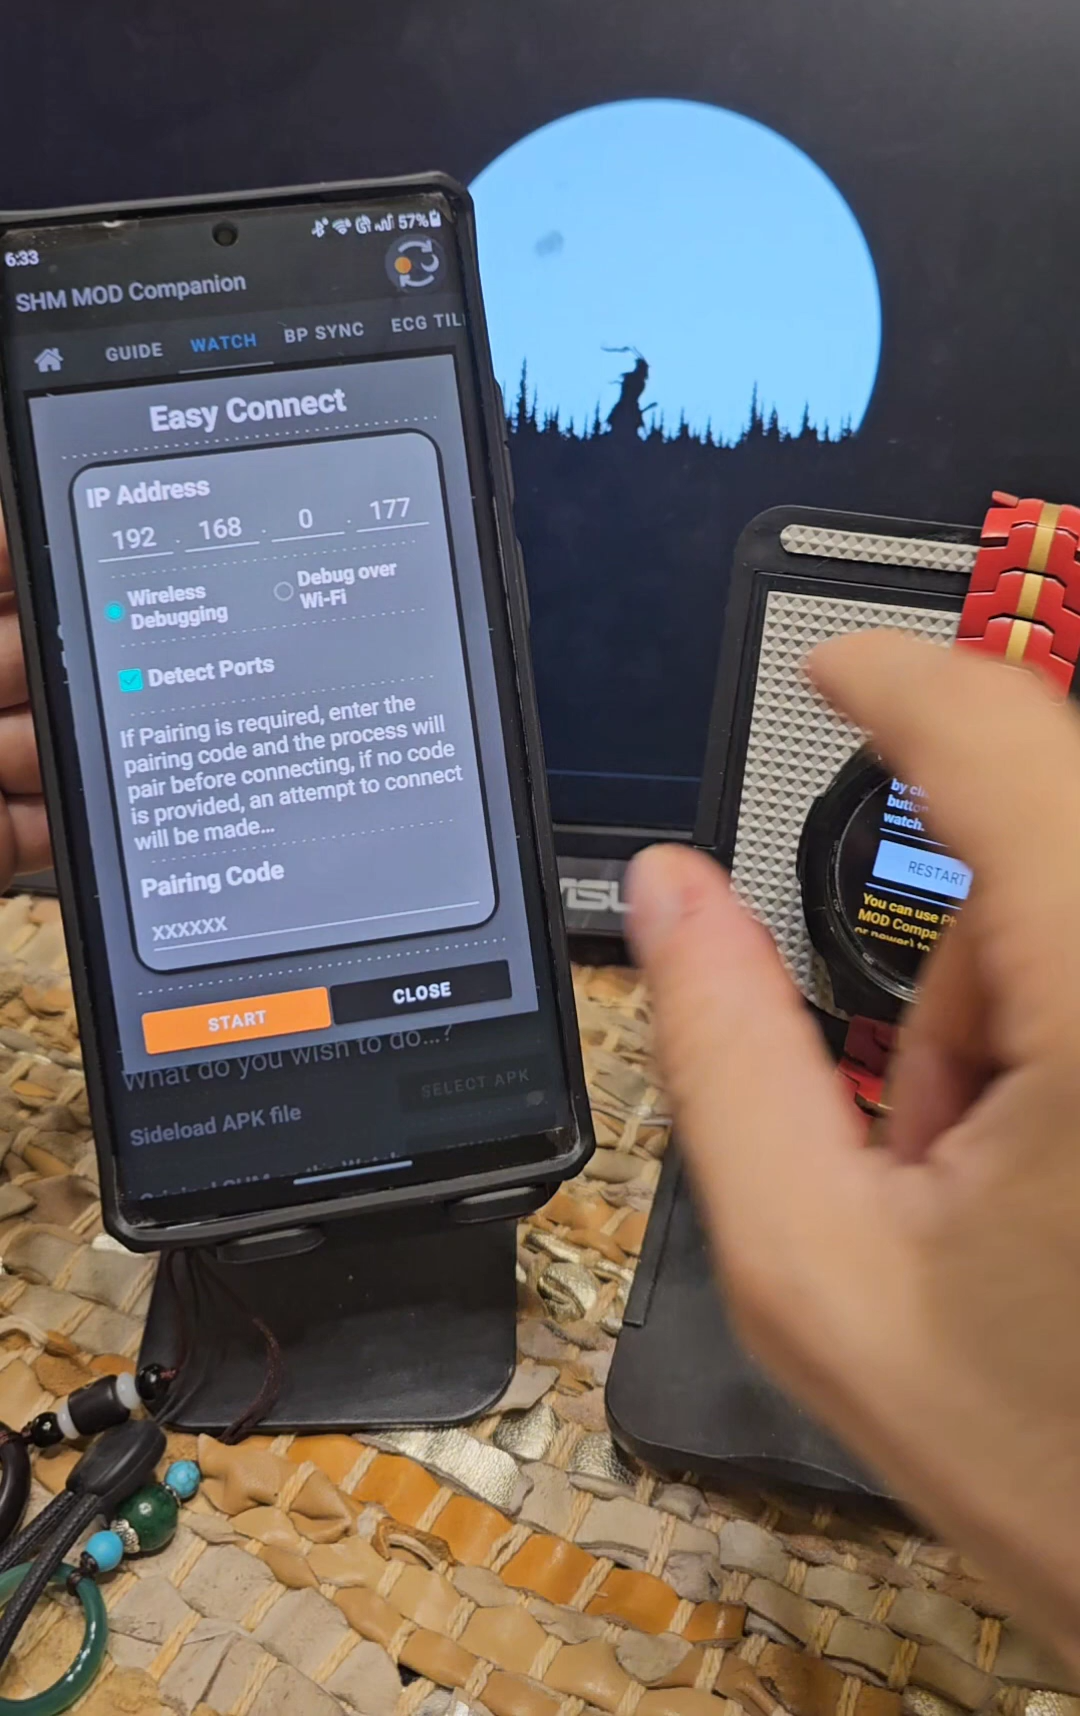 6:33
57%
SHM MOD Companion
GUIDE WATCH BP SYNC ECG TIL
Easy Connect
IP Address
192 . 168 . 0 . 177
Wireless
Debugging
Debug over
Wi-Fi
Detect Ports
If Pairing is required, enter the
pairing code and the process will
pair before connecting, if no code
is provided, an attempt to connect
will be made...
Pairing Code
xxxxxx
START CLOSE
What do you wish to do...?
SELECT APK
Sideload APK file
by
watch.
RESTART
You can use
MOD
or power) to